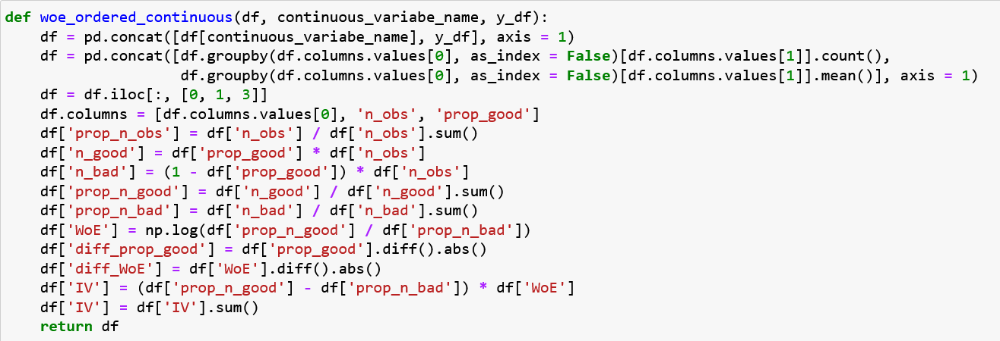 def woe_ordered_continuous(df, continuous_variabe_name, y_df):
    df = pd.concat([df[continuous_variabe_name], y_df], axis = 1)
    df = pd.concat([df.groupby(df.columns.values[0], as_index = False)[df.columns.values[1]].count(),
                    df.groupby(df.columns.values[0], as_index = False)[df.columns.values[1]].mean()], axis = 1)
    df = df.iloc[:, [0, 1, 3]]
    df.columns = [df.columns.values[0], 'n_obs', 'prop_good']
    df['prop_n_obs'] = df['n_obs'] / df['n_obs'].sum()
    df['n_good'] = df['prop_good'] * df['n_obs']
    df['n_bad'] = (1 - df['prop_good']) * df['n_obs']
    df['prop_n_good'] = df['n_good'] / df['n_good'].sum()
    df['prop_n_bad'] = df['n_bad'] / df['n_bad'].sum()
    df['WoE'] = np.log(df['prop_n_good'] / df['prop_n_bad'])
    df['diff_prop_good'] = df['prop_good'].diff().abs()
    df['diff_WoE'] = df['WoE'].diff().abs()
    df['IV'] = (df['prop_n_good'] - df['prop_n_bad']) * df['WoE']
    df['IV'] = df['IV'].sum()
    return df